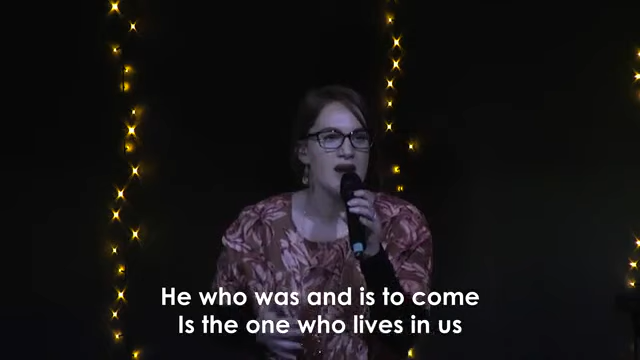 He who was and is to come
Is the one who lives in us